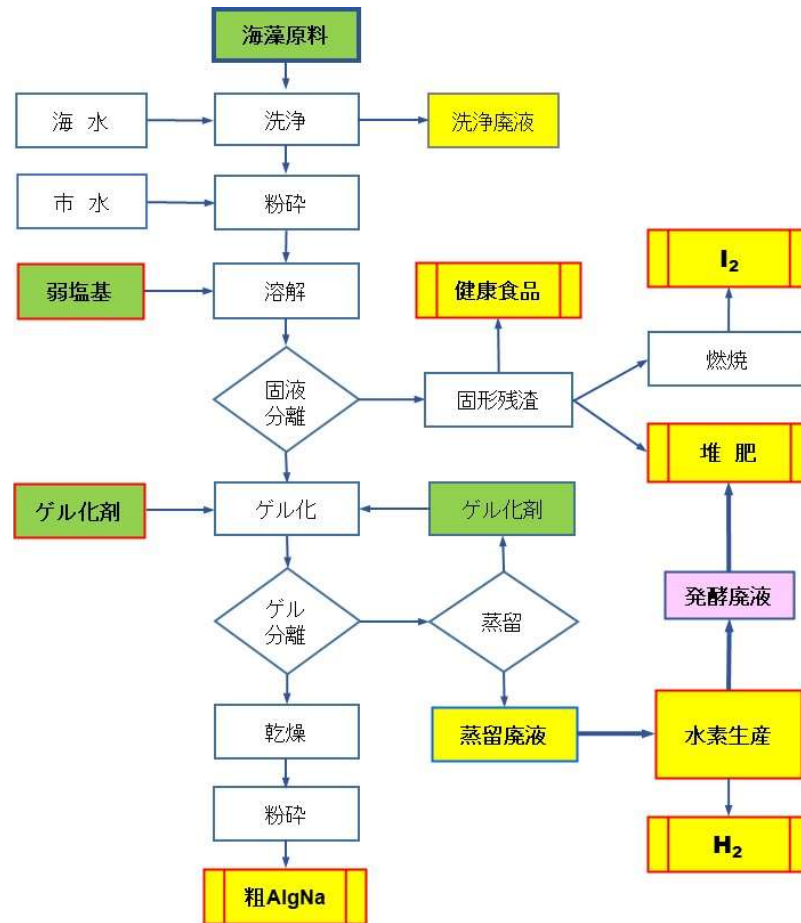 海藻原料
海 水
洗浄
洗浄廃液
市 水
粉砕
I₂
弱塩基
溶解
健康食品
燃焼
固液
分離
固形残渣
堆 肥
ゲル化剤
ゲル化
ゲル化剤
発酵廃液
ゲル
分離
蒸留
乾燥
蒸留廃液
水素生産
粉砕
H₂
粗AlgNa